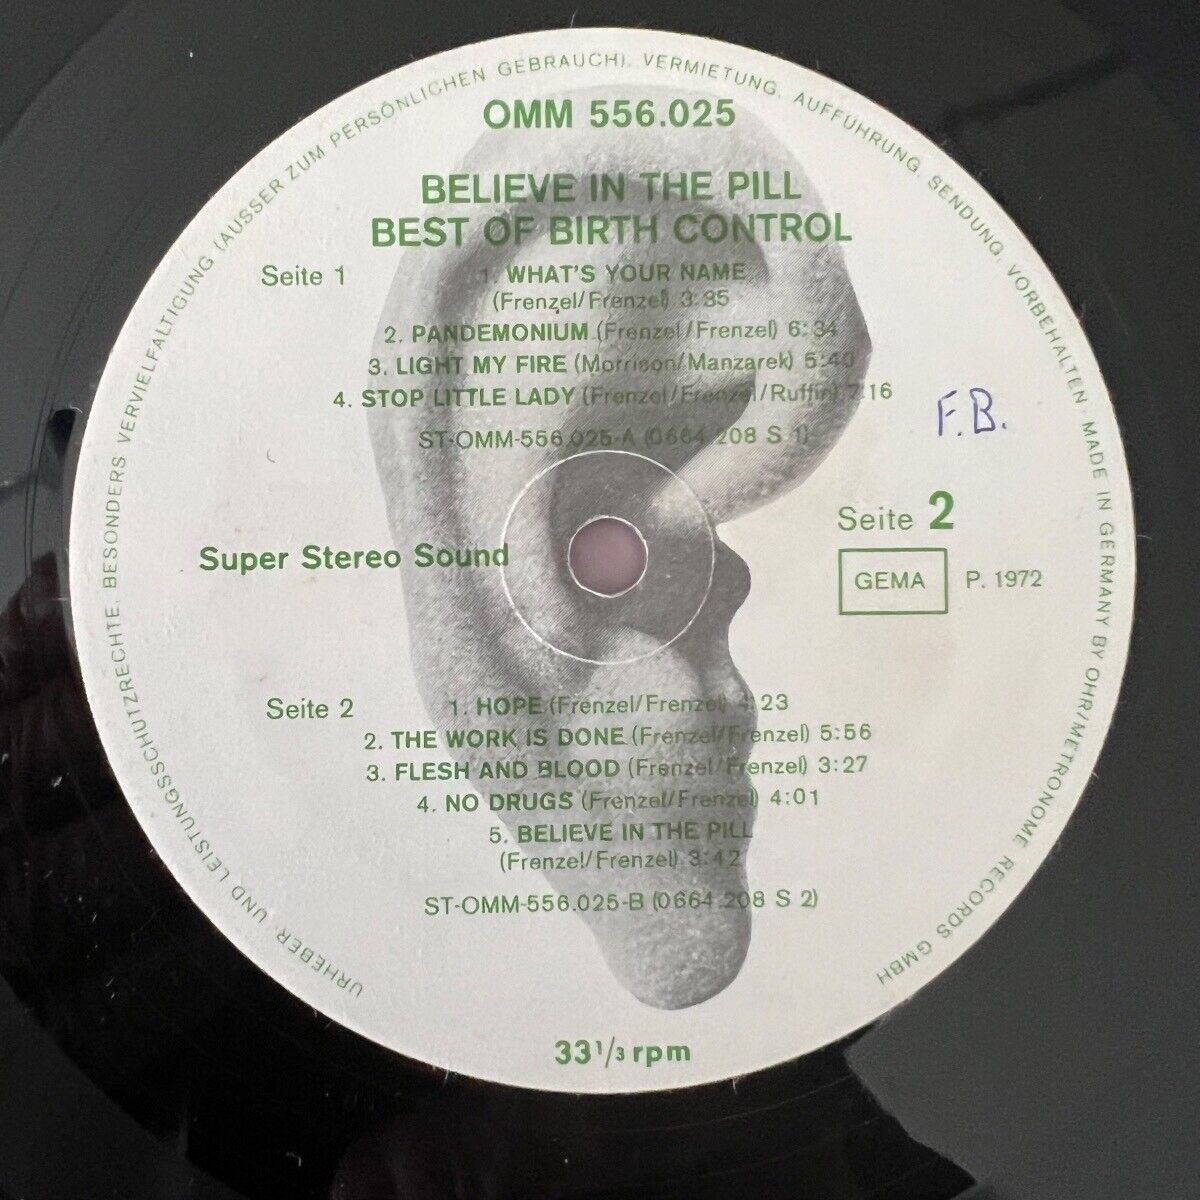 OMM 556.025
BELIEVE IN THE PILL
BEST OF BIRTH CONTROL
Seite 1
1. WHAT'S YOUR NAME
(Frenzel/Frenzel) 3:35
2. PANDEMONIUM (Frenzel/Frenzel) 6:34
3. LIGHT MY FIRE (Morrison/Manzarek) 5:40
4. STOP LITTLE LADY (Frenzel/Frenzel/Ruffin) 7:16
ST-OMM-556.025-A (0664.208 S 1)
F.B.
Super Stereo Sound
Seite 2
GEMA
P. 1972
Seite 2
1. HOPE (Frenzel/Frenzel) 4:23
2. THE WORK IS DONE (Frenzel/Frenzel) 5:56
3. FLESH AND BLOOD (Frenzel/Frenzel) 3:27
4. NO DRUGS (Frenzel/Frenzel) 4:01
5. BELIEVE IN THE PILL
(Frenzel/Frenzel) 3:42
ST-OMM-556.025-B (0664.208 S 2)
33 1/3 rpm
URHEBER- UND LEISTUNGSSCHUTZRECHTE, BESONDERS VERVIELFÄLTIGUNG (AUSSER ZUM PERSÖNLICHEN GEBRAUCH), VERMIETUNG, AUFFÜHRUNG, SENDUNG, VORBEHALTEN · MADE IN GERMANY BY OHR/METRONOME RECORDS GMBH